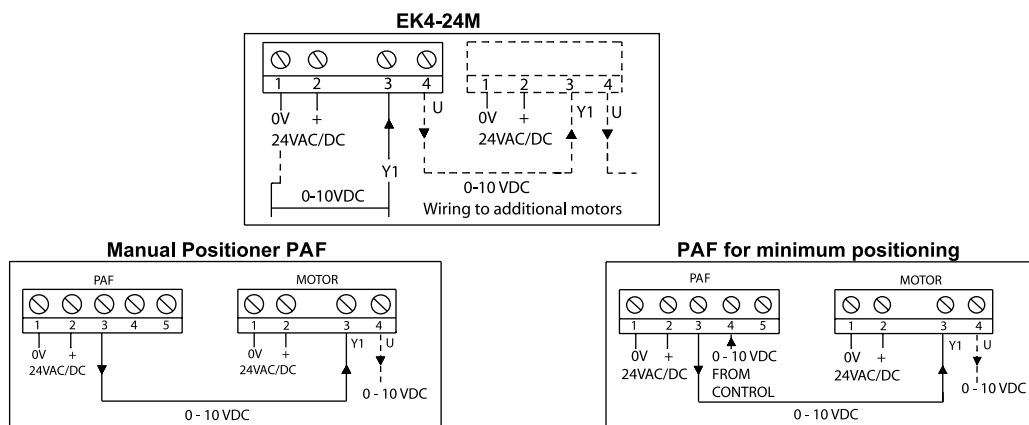 EK4-24M
1 2 3 4 1 2 3 4
0V + U 0V + Y1 U
24VAC/DC 24VAC/DC
Y1
0-10VDC 0-10 VDC
Wiring to additional motors
Manual Positioner PAF
PAF MOTOR
1 2 3 4 5 1 2 3 4
0V + 0V + Y1 U
24VAC/DC 24VAC/DC
0 - 10 VDC
0 - 10 VDC
PAF for minimum positioning
PAF MOTOR
1 2 3 4 5 1 2 3 4
0V + 0V + Y1 U
24VAC/DC 0 - 10 VDC 24VAC/DC
FROM
CONTROL
0 - 10 VDC
0 - 10 VDC